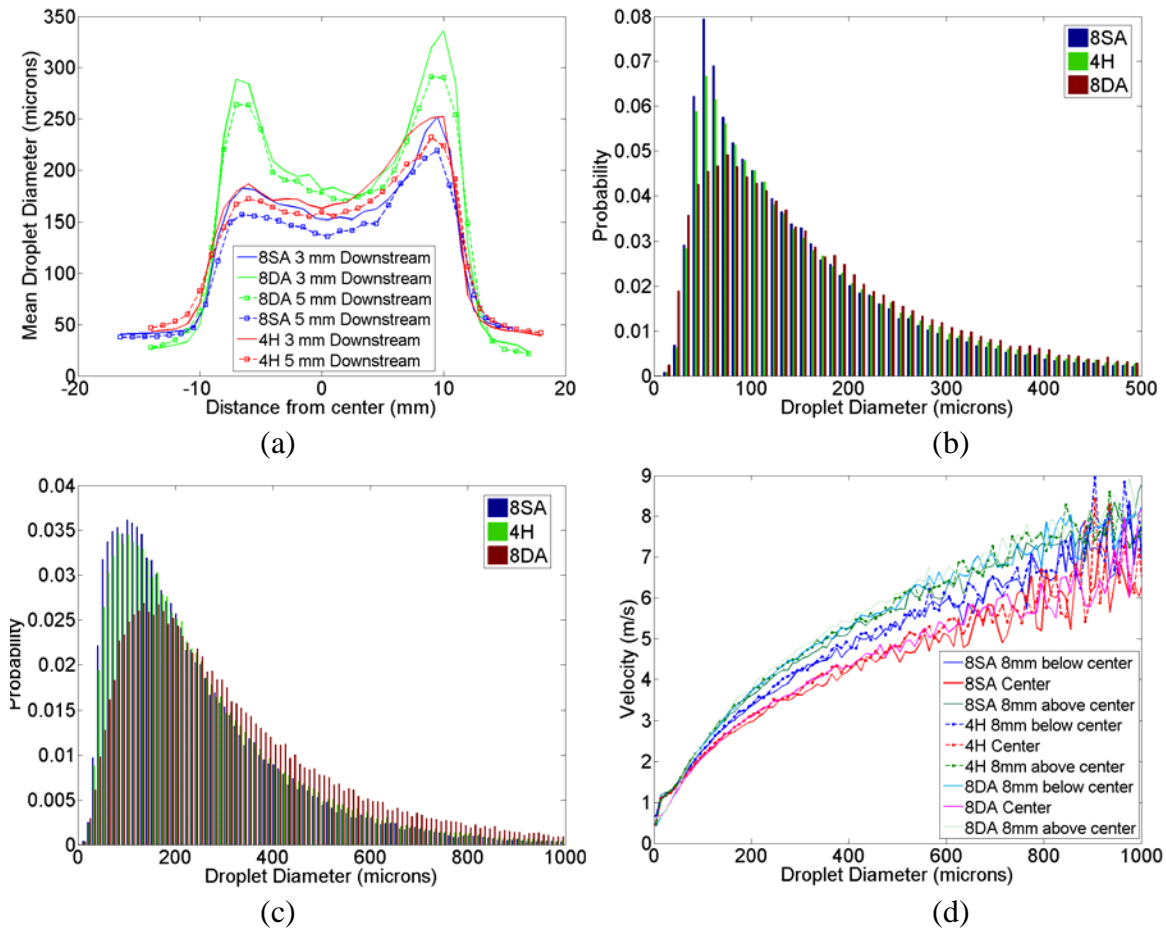 350
300
250
200
150
100
50
0
-20
-10
0
10
20
Mean Droplet Diameter (microns)
Distance from center (mm)
8SA 3 mm Downstream
8DA 3 mm Downstream
8DA 5 mm Downstream
8SA 5 mm Downstream
4H 3 mm Downstream
4H 5 mm Downstream
(a)
0.08
0.07
0.06
0.05
0.04
0.03
0.02
0.01
0
0
100
200
300
400
500
Probability
Droplet Diameter (microns)
8SA
4H
8DA
(b)
0.04
0.035
0.03
0.025
0.02
0.015
0.01
0.005
0
0
200
400
600
800
1000
Probability
Droplet Diameter (microns)
8SA
4H
8DA
(c)
9
8
7
6
5
4
3
2
1
0
0
200
400
600
800
1000
Velocity (m/s)
Droplet Diameter (microns)
8SA 8mm below center
8SA Center
8SA 8mm above center
4H 8mm below center
4H Center
4H 8mm above center
8DA 8mm below center
8DA Center
8DA 8mm above center
(d)